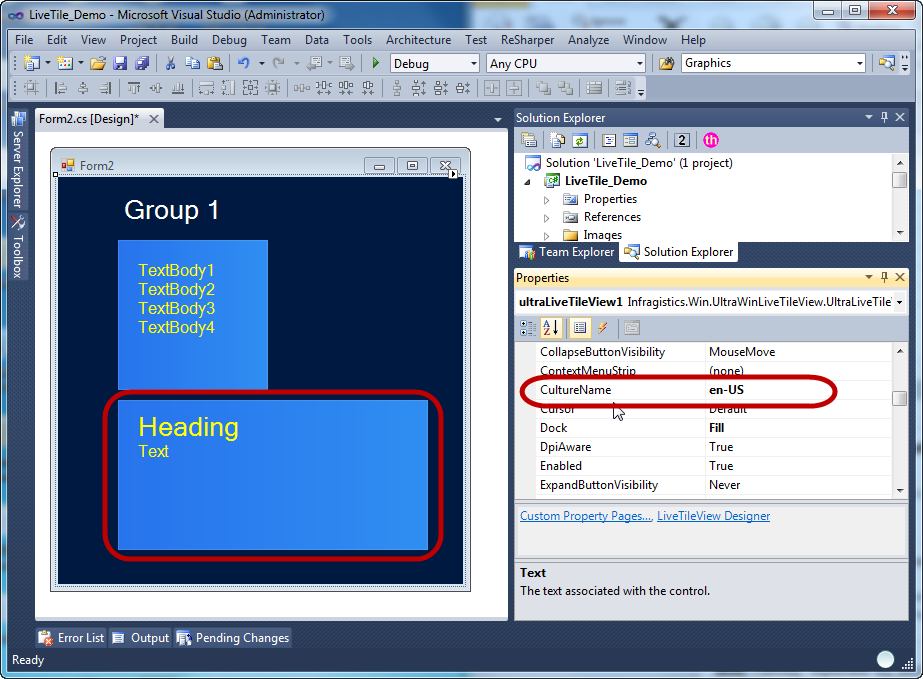 LiveTile_Demo - Microsoft Visual Studio (Administrator)
File Edit View Project Build Debug Team Data Tools Architecture Test ReSharper Analyze Window Help
Debug Any CPU Graphics
Server Explorer
Toolbox
Form2.cs [Design]*
Form2
Group 1
TextBody1
TextBody2
TextBody3
TextBody4
Heading
Text
Solution Explorer
2 th
Solution 'LiveTile_Demo' (1 project)
LiveTile_Demo
Properties
References
Images
Team Explorer Solution Explorer
Properties
ultraLiveTileView1 Infragistics.Win.UltraWinLiveTileView.UltraLiveTile
CollapseButtonVisibility MouseMove
ContextMenuStrip (none)
CultureName en-US
Cursor Default
Dock Fill
DpiAware True
Enabled True
ExpandButtonVisibility Never
Custom Property Pages..., LiveTileView Designer
Text
The text associated with the control.
Error List Output Pending Changes
Ready